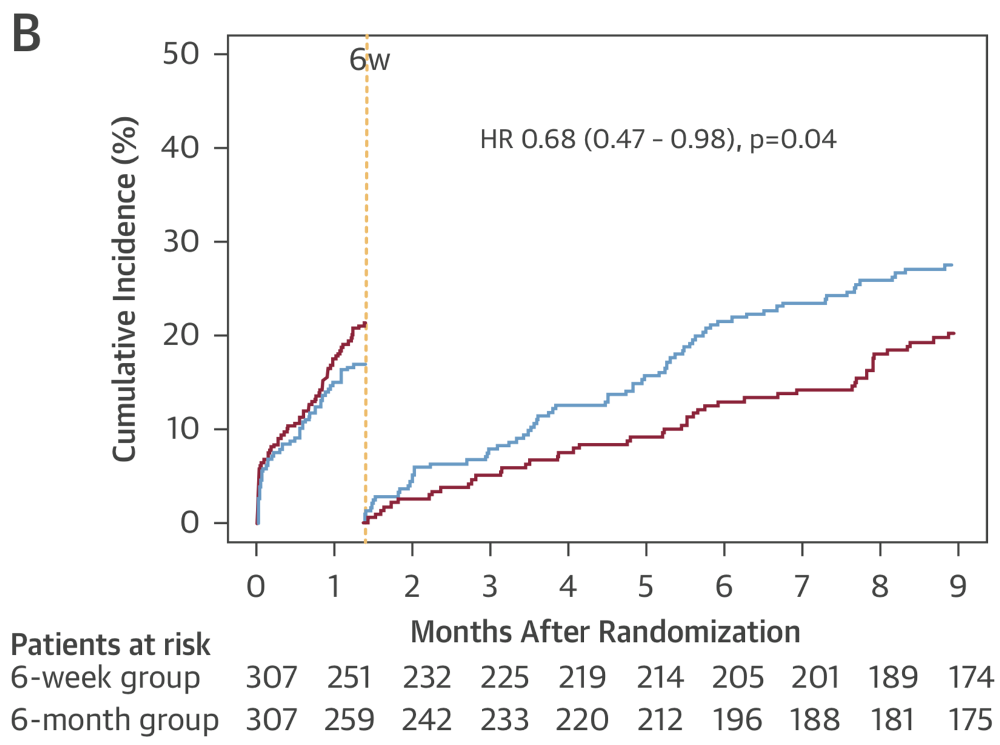 B
50
6w
40
HR 0.68 (0.47 – 0.98), p=0.04
30
20
10
0
Cumulative Incidence (%)
0 1 2 3 4 5 6 7 8 9
Months After Randomization
Patients at risk
6-week group 307 251 232 225 219 214 205 201 189 174
6-month group 307 259 242 233 220 212 196 188 181 175